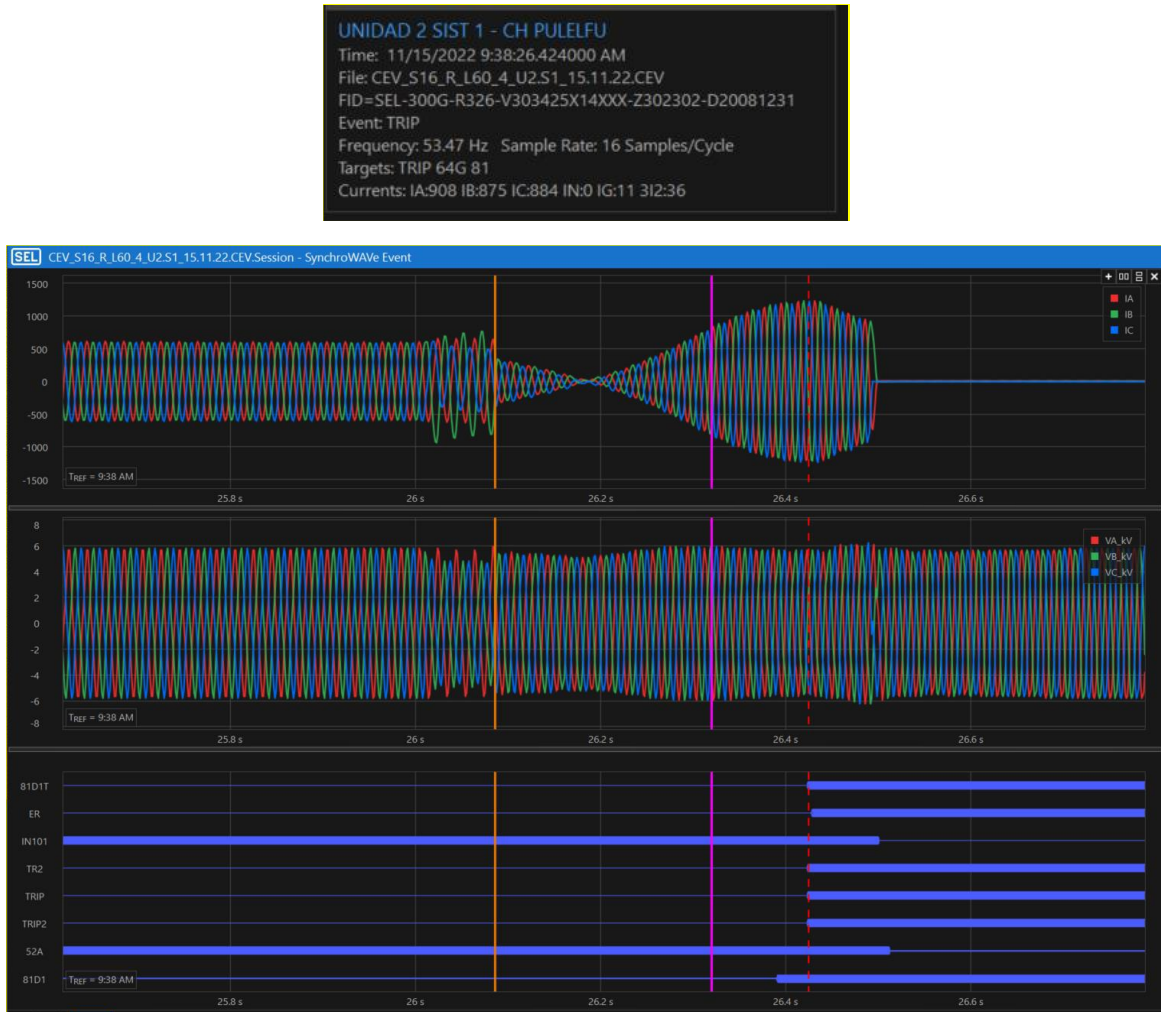 UNIDAD 2 SIST 1 - CH PULELFU
Time: 11/15/2022 9:38:26.424000 AM
File: CEV_S16_R_L60_4_U2.S1_15.11.22.CEV
FID=SEL-300G-R326-V303425X14XXX-Z302302-D20081231
Event: TRIP
Frequency: 53.47 Hz Sample Rate: 16 Samples/Cycle
Targets: TRIP 64G 81
Currents: IA:908 IB:875 IC:884 IN:0 IG:11 3I2:36
SEL CEV_S16_R_L60_4_U2.S1_15.11.22.CEV.Session - SynchroWAVe Event
1500
1000
500
0
-500
-1000
-1500
IA
IB
IC
TREF = 9:38 AM
25.8 s
26 s
26.2 s
26.4 s
26.6 s
8
6
4
2
0
-2
-4
-6
-8
VA_kV
VB_kV
VC_kV
TREF = 9:38 AM
25.8 s
26 s
26.2 s
26.4 s
26.6 s
81D1T
ER
IN101
TR2
TRIP
TRIP2
52A
81D1
TREF = 9:38 AM
25.8 s
26 s
26.2 s
26.4 s
26.6 s